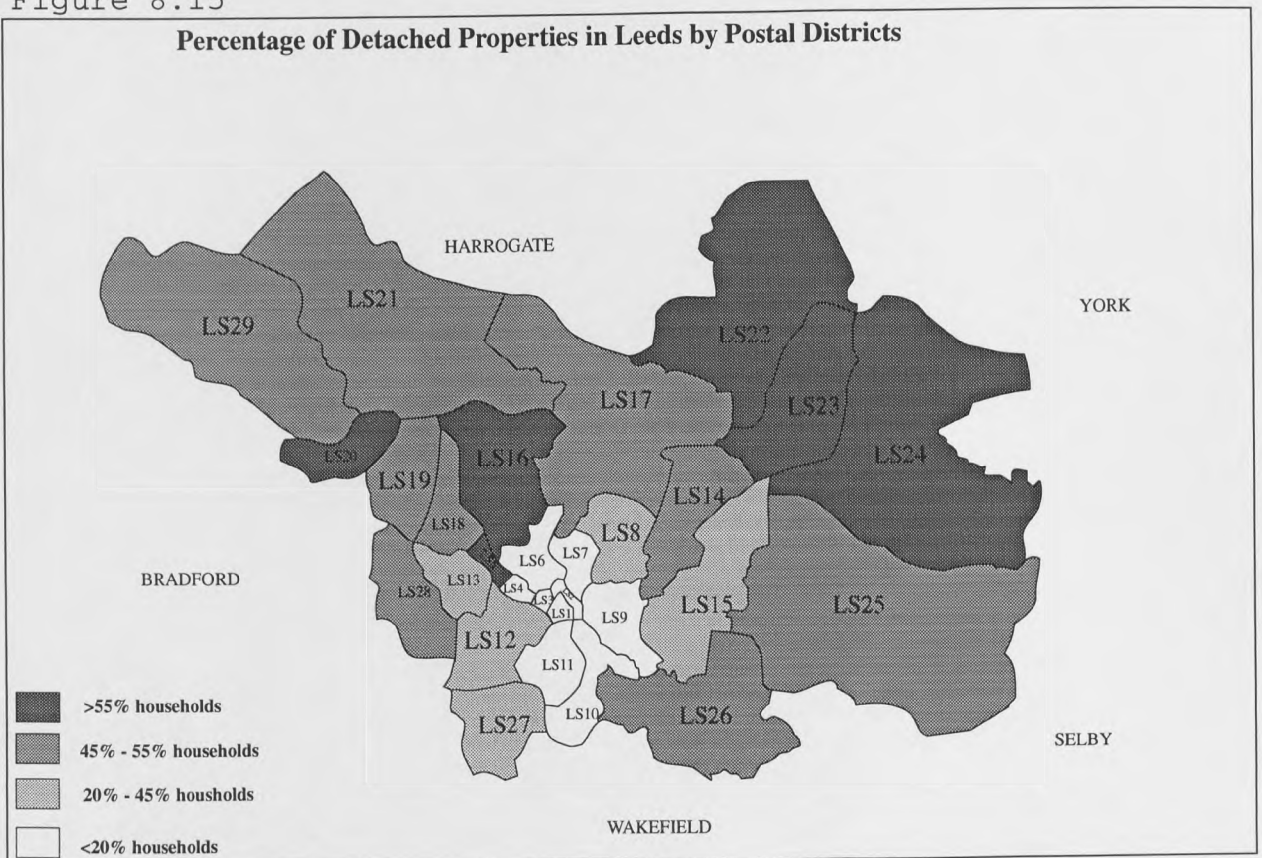 Figure 8.15
Percentage of Detached Properties in Leeds by Postal Districts
HARROGATE
YORK
LS21
LS29
LS22
LS17
LS23
LS24
LS20
LS16
LS19
LS14
LS18
LS8
LS6
LS7
BRADFORD
LS13
LS28
LS4
LS3
LS1
LS9
LS15
LS25
LS12
LS11
LS10
LS26
LS27
SELBY
WAKEFIELD
>55% households
45% - 55% households
20% - 45% housholds
<20% households